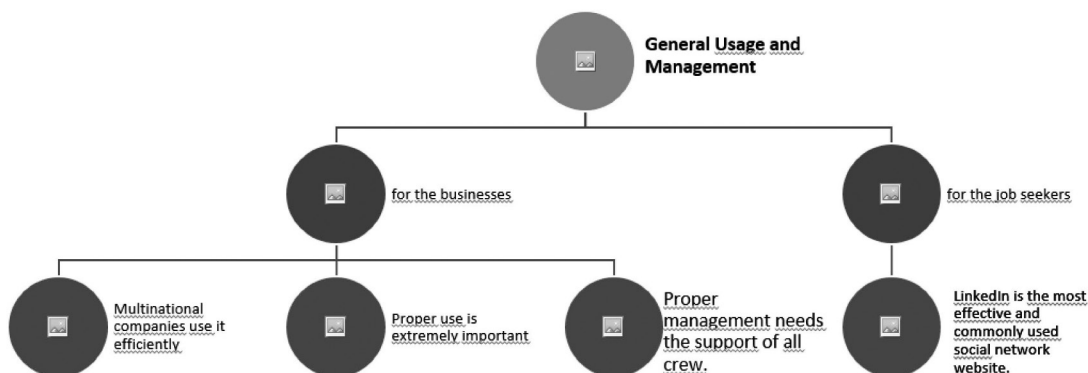 General Usage and
Management
for the businesses
for the job seekers
Multinational
companies use it
efficiently
Proper use is
extremely important
Proper
management needs
the support of all
crew.
LinkedIn is the most
effective and
commonly used
social network
website.